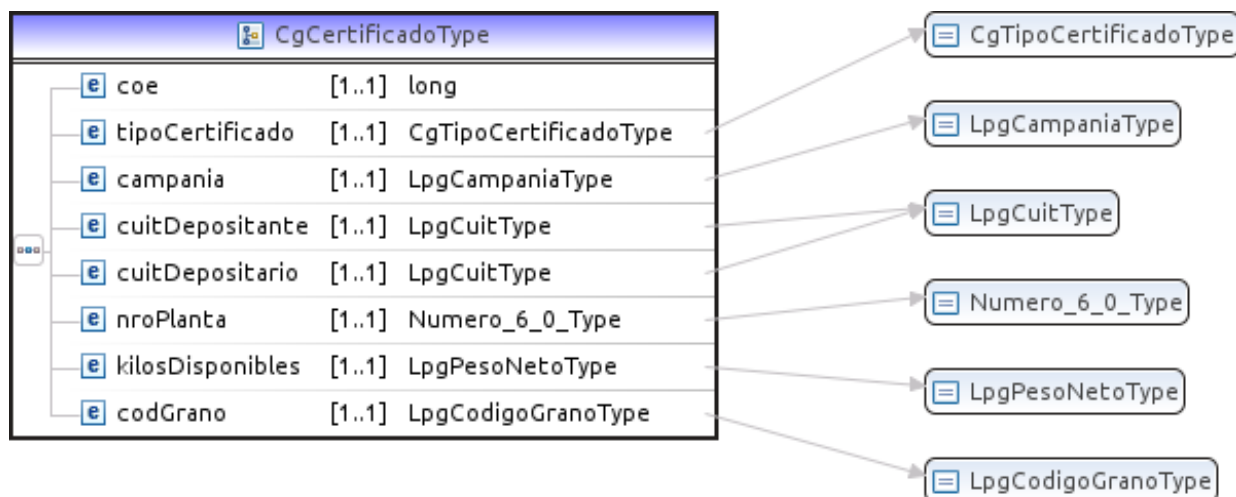 CgCertificadoType
e coe [1..1] long
e tipoCertificado [1..1] CgTipoCertificadoType
e campania [1..1] LpgCampaniaType
e cuitDepositante [1..1] LpgCuitType
e cuitDepositario [1..1] LpgCuitType
e nroPlanta [1..1] Numero_6_0_Type
e kilosDisponibles [1..1] LpgPesoNetoType
e codGrano [1..1] LpgCodigoGranoType
CgTipoCertificadoType
LpgCampaniaType
LpgCuitType
Numero_6_0_Type
LpgPesoNetoType
LpgCodigoGranoType